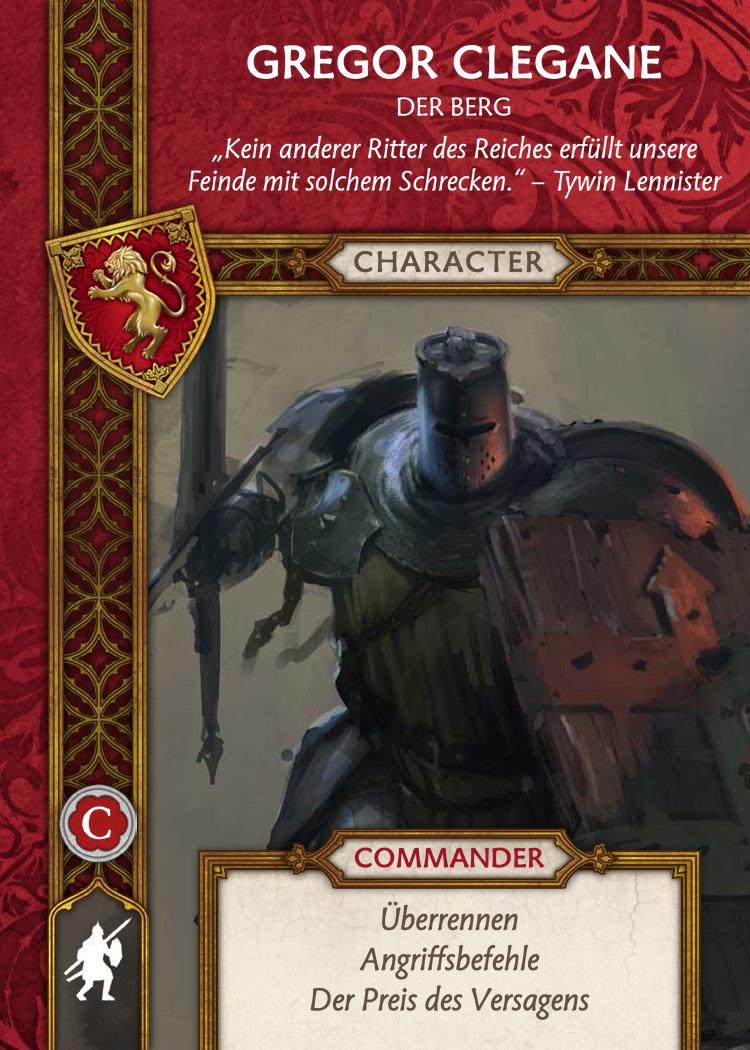 GREGOR CLEGANE
DER BERG
„Kein anderer Ritter des Reiches erfüllt unsere
Feinde mit solchem Schrecken.“ – Tywin Lennister
CHARACTER
C
COMMANDER
Überrennen
Angriffsbefehle
Der Preis des Versagens